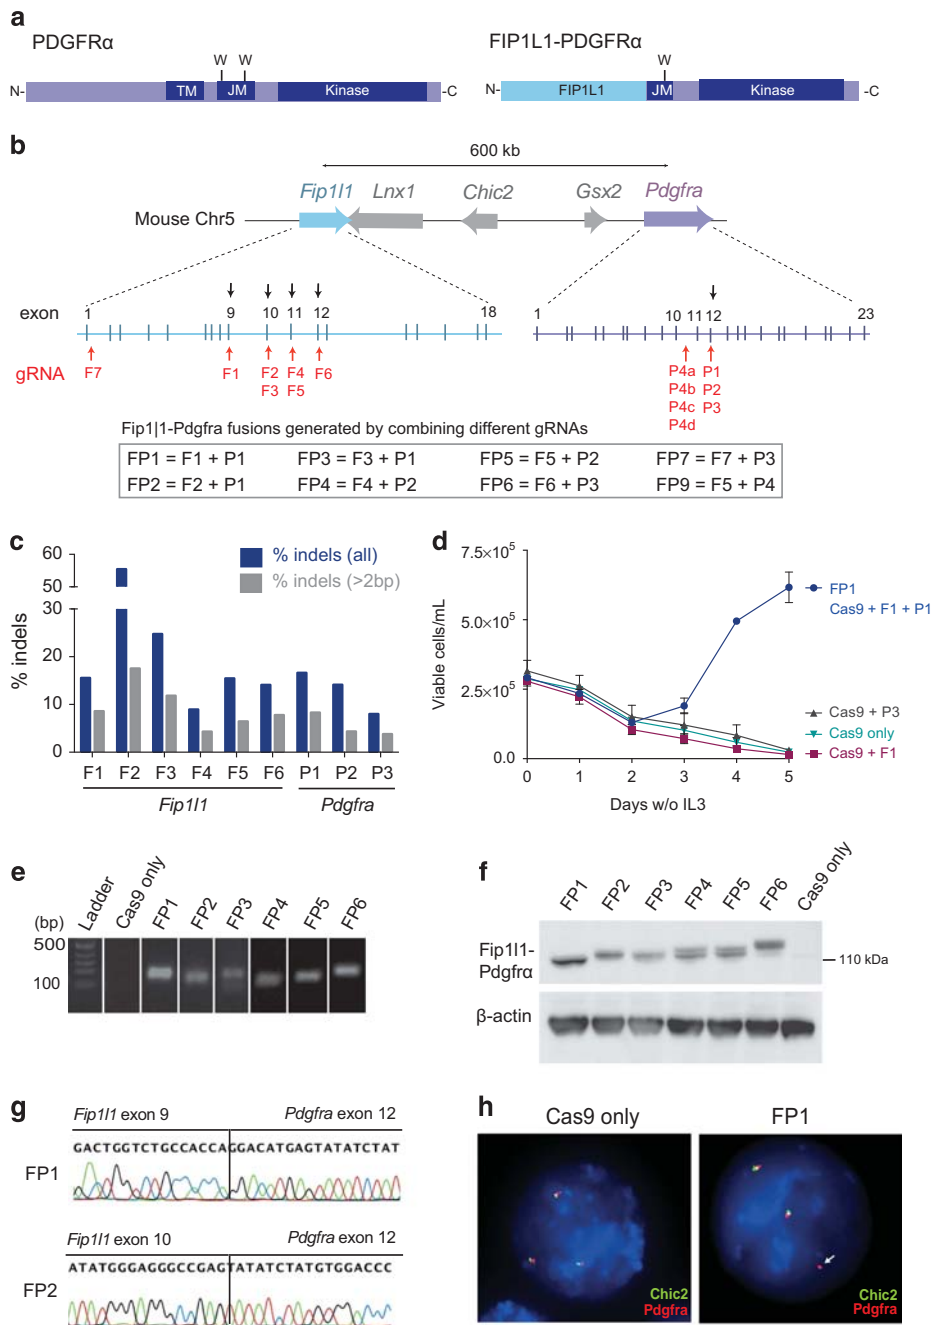 a
PDGFRα
FIP1L1-PDGFRα
W W
W
N- TM JM Kinase -C
N- FIP1L1 JM Kinase -C
b
600 kb
Fip1l1 Lnx1 Chic2 Gsx2 Pdgfra
Mouse Chr5
exon 1 9 10 11 12 18
1 10 11 12 23
gRNA F7 F1 F2 F4 F6
F3 F5
P4a P1
P4b P2
P4c P3
P4d
Fip1|1-Pdgfra fusions generated by combining different gRNAs
FP1 = F1 + P1 FP3 = F3 + P1 FP5 = F5 + P2 FP7 = F7 + P3
FP2 = F2 + P1 FP4 = F4 + P2 FP6 = F6 + P3 FP9 = F5 + P4
c
% indels (all)
% indels (>2bp)
% indels
60
50
30
20
10
0
F1 F2 F3 F4 F5 F6 P1 P2 P3
Fip1l1 Pdgfra
d
Viable cells/mL
7.5×10⁵
5.0×10⁵
2.5×10⁵
0.0
0 1 2 3 4 5
Days w/o IL3
FP1
Cas9 + F1 + P1
Cas9 + P3
Cas9 only
Cas9 + F1
e
(bp) Ladder Cas9 only FP1 FP2 FP3 FP4 FP5 FP6
500
100
f
FP1 FP2 FP3 FP4 FP5 FP6 Cas9 only
Fip1l1-
Pdgfrα
110 kDa
β-actin
g
Fip1l1 exon 9 Pdgfra exon 12
GACTGGTCTGCCACCAGGACATGAGTATATCTAT
FP1
Fip1l1 exon 10 Pdgfra exon 12
ATATGGGAGGGCCGAGTATATCTATGTGGACCC
FP2
h
Cas9 only FP1
Chic2
Pdgfra
Chic2
Pdgfra